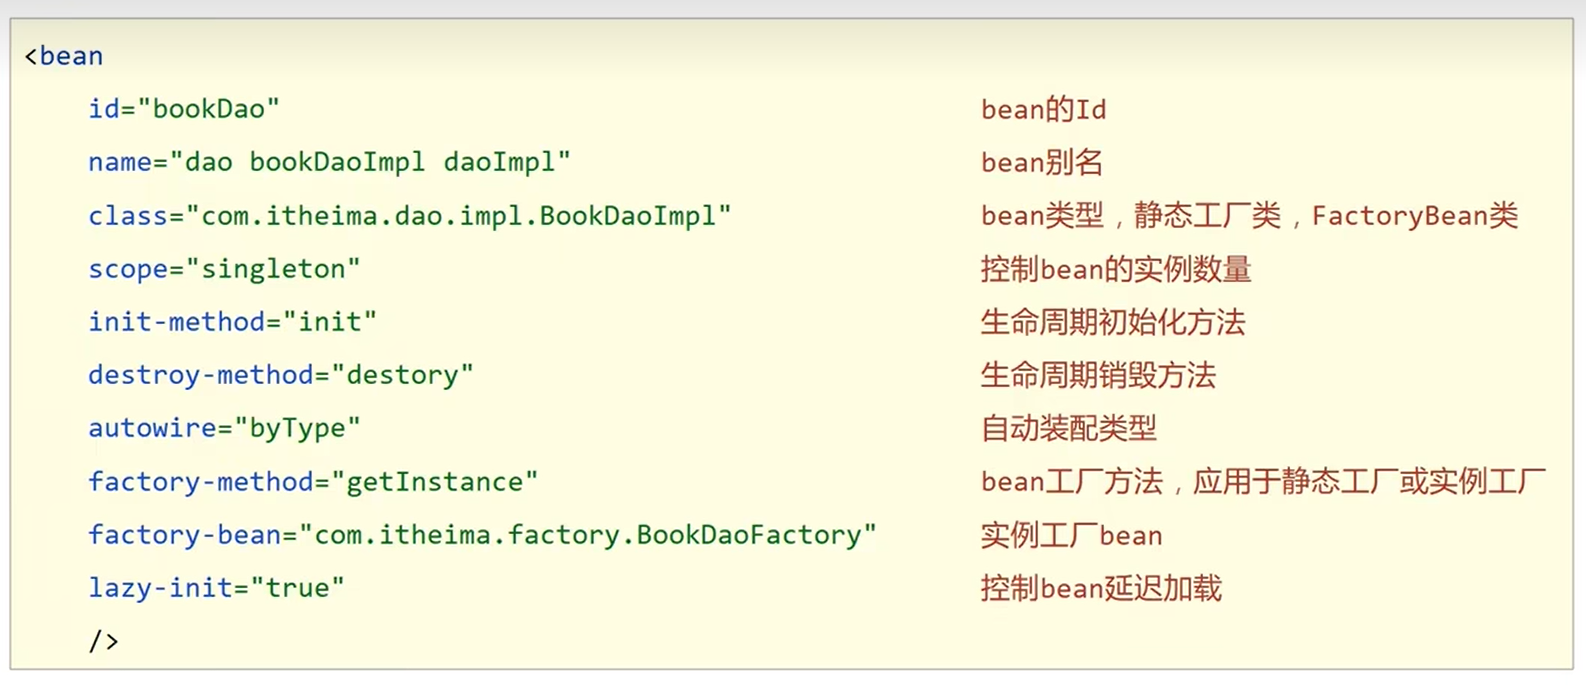 <bean
id="bookDao" bean的Id
name="dao bookDaoImpl daoImpl" bean别名
class="com.itheima.dao.impl.BookDaoImpl" bean类型，静态工厂类，FactoryBean类
scope="singleton" 控制bean的实例数量
init-method="init" 生命周期初始化方法
destroy-method="destory" 生命周期销毁方法
autowire="byType" 自动装配类型
factory-method="getInstance" bean工厂方法，应用于静态工厂或实例工厂
factory-bean="com.itheima.factory.BookDaoFactory" 实例工厂bean
lazy-init="true" 控制bean延迟加载
/>